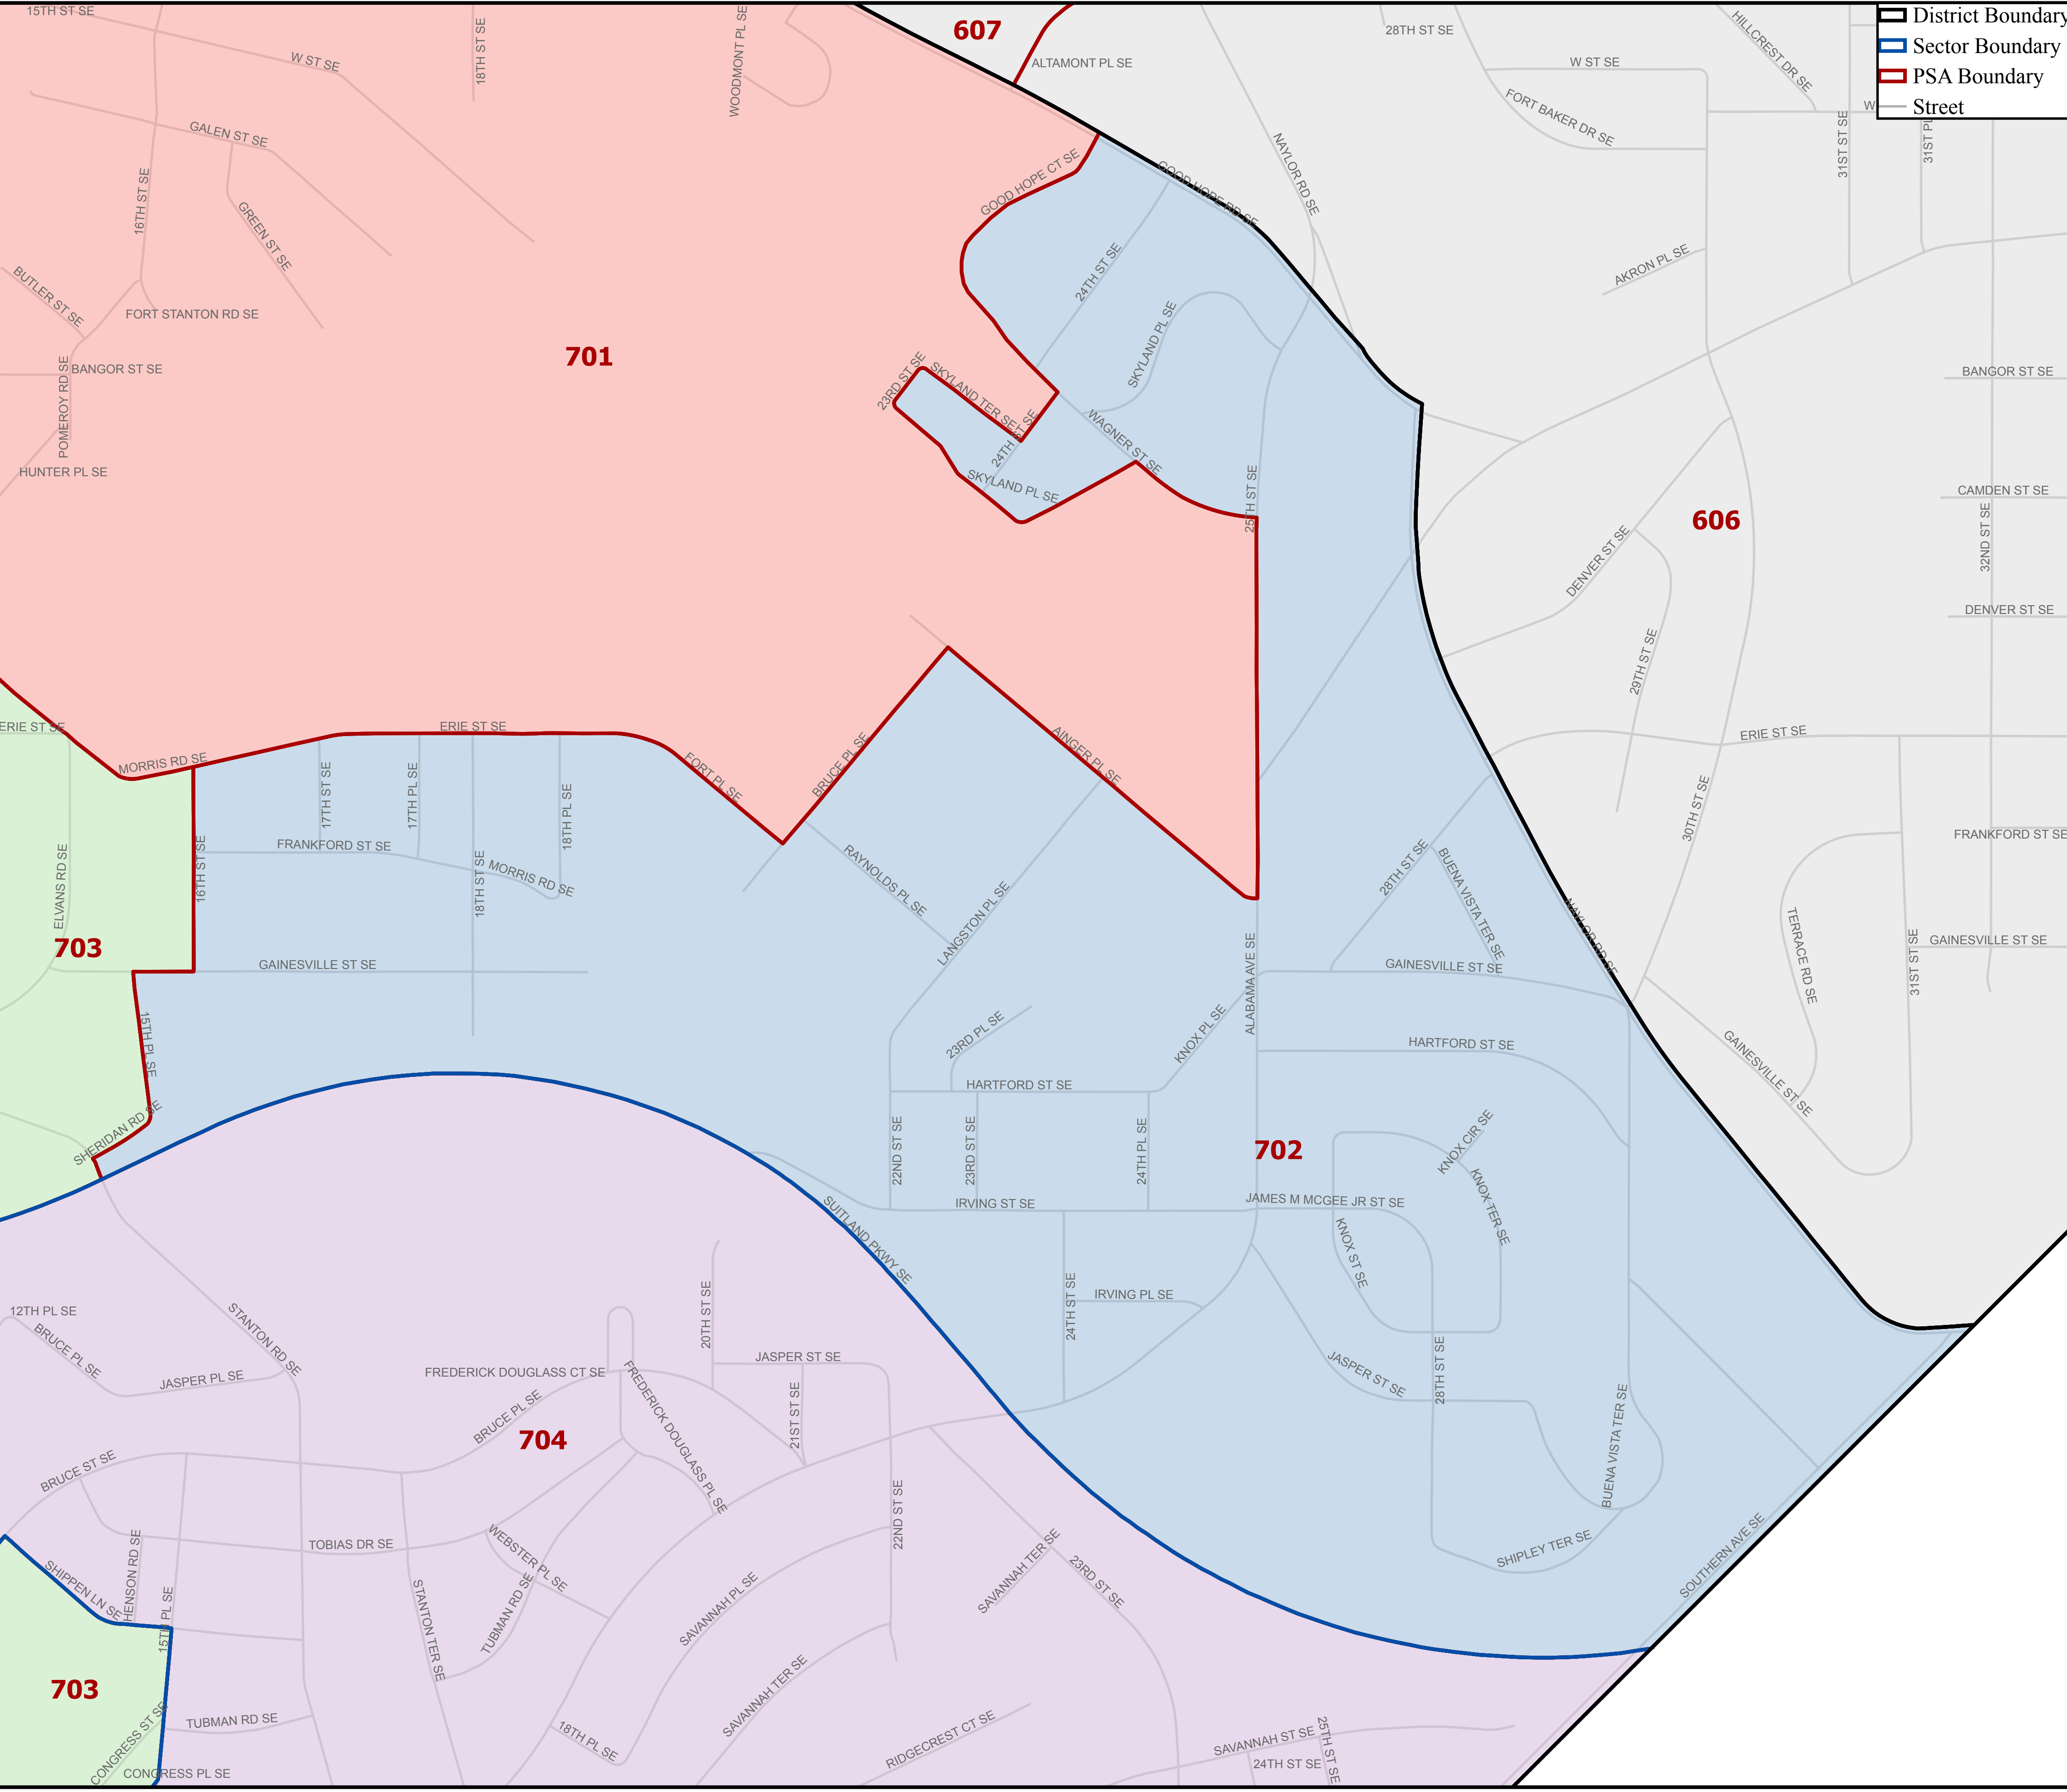 15TH ST SE
W ST SE
18TH ST SE
WOODMONT PL SE
607
ALTAMONT PL SE
28TH ST SE
W ST SE
HILLCREST DR SE
District Boundary
Sector Boundary
PSA Boundary
Street
W
FORT BAKER DR SE
31ST ST SE
31ST PL
GALEN ST SE
16TH ST SE
GREEN ST SE
GOOD HOPE CT SE
GOOD HOPE RD SE
NAYLOR RD SE
24TH ST SE
AKRON PL SE
BUTLER ST SE
FORT STANTON RD SE
SKYLAND PL SE
701
BANGOR ST SE
POMEROY RD SE
HUNTER PL SE
23RD ST SE
SKYLAND TER SE
24TH ST SE
WAGNER ST SE
SKYLAND PL SE
25TH ST SE
BANGOR ST SE
CAMDEN ST SE
606
32ND ST SE
DENVER ST SE
DENVER ST SE
29TH ST SE
ERIE ST SE
ERIE ST SE
ERIE ST SE
MORRIS RD SE
FORT PL SE
BRUCE PL SE
AINGER PL SE
30TH ST SE
17TH ST SE
17TH PL SE
18TH PL SE
FRANKFORD ST SE
FRANKFORD ST SE
16TH ST SE
ELVANS RD SE
18TH ST SE
MORRIS RD SE
RAYNOLDS PL SE
LANGSTON PL SE
28TH ST SE
BUENA VISTA TER SE
NAYLOR RD SE
TERRACE RD SE
31ST ST SE
GAINESVILLE ST SE
703
GAINESVILLE ST SE
GAINESVILLE ST SE
ALABAMA AVE SE
15TH PL SE
23RD PL SE
KNOX PL SE
HARTFORD ST SE
GAINESVILLE ST SE
HARTFORD ST SE
SHERIDAN RD SE
22ND ST SE
23RD ST SE
24TH PL SE
702
KNOX CIR SE
KNOX TER SE
IRVING ST SE
JAMES M MCGEE JR ST SE
SUITLAND PKWY SE
KNOX ST SE
24TH ST SE
IRVING PL SE
12TH PL SE
BRUCE PL SE
STANTON RD SE
JASPER PL SE
20TH ST SE
JASPER ST SE
FREDERICK DOUGLASS CT SE
FREDERICK DOUGLASS PL SE
BRUCE PL SE
21ST ST SE
JASPER ST SE
28TH ST SE
BUENA VISTA TER SE
704
BRUCE ST SE
22ND ST SE
TOBIAS DR SE
WEBSTER PL SE
SHIPPEN LN SE
HENSON RD SE
15TH PL SE
STANTON TER SE
TUBMAN RD SE
SAVANNAH PL SE
SAVANNAH TER SE
23RD ST SE
SHIPLEY TER SE
SOUTHERN AVE SE
703
CONGRESS ST SE
TUBMAN RD SE
18TH PL SE
SAVANNAH TER SE
RIDGECREST CT SE
SAVANNAH ST SE
25TH ST SE
24TH ST SE
CONGRESS PL SE